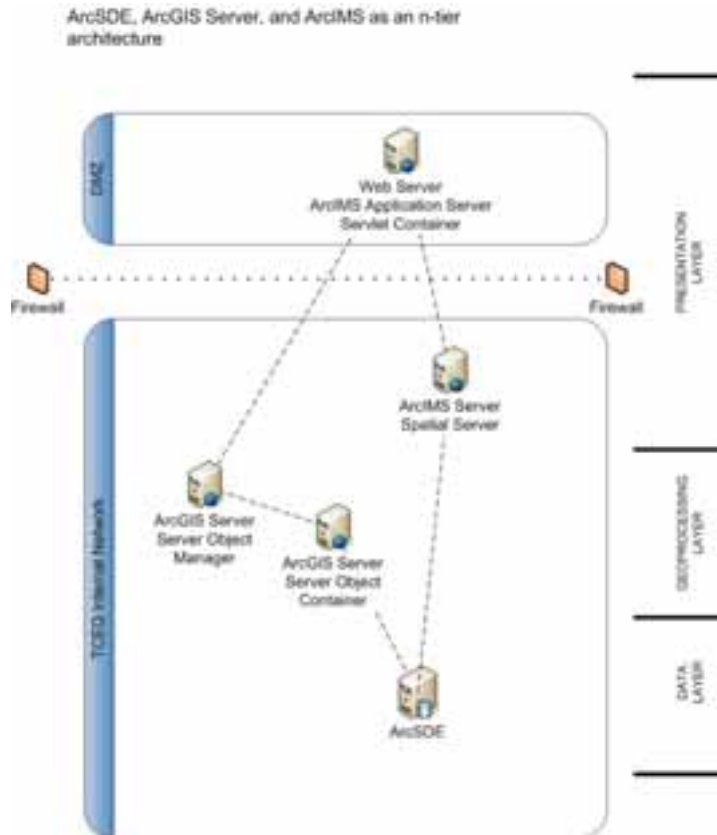 ArcSDE, ArcGIS Server, and ArcIMS as an n-tier
architecture
DMZ
Web Server
ArcIMS Application Server
Servlet Container
Firewall
Firewall
PRESENTATION
LAYER
ArcIMS Server
Spatial Server
TCEQ Internal Network
ArcGIS Server
Server Object
Manager
ArcGIS Server
Server Object
Container
GEOPROCESSING
LAYER
ArcSDE
DATA
LAYER